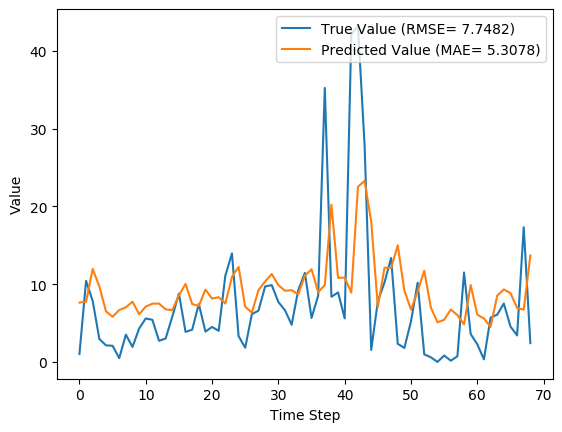 True Value (RMSE= 7.7482)
Predicted Value (MAE= 5.3078)
40
30
20
10
0
Value
0 10 20 30 40 50 60 70
Time Step